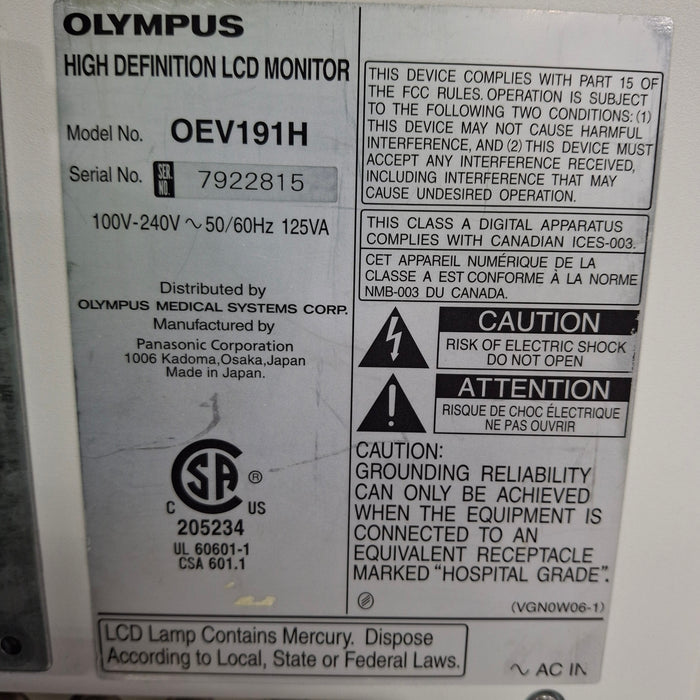 OLYMPUS
HIGH DEFINITION LCD MONITOR
Model No. OEV191H
Serial No. SER. NO. 7922815
100V-240V ~ 50/60Hz 125VA
Distributed by
OLYMPUS MEDICAL SYSTEMS CORP.
Manufactured by
Panasonic Corporation
1006 Kadoma,Osaka,Japan
Made in Japan.
CSA ®
C US
205234
UL 60601-1
CSA 601.1
THIS DEVICE COMPLIES WITH PART 15 OF
THE FCC RULES. OPERATION IS SUBJECT
TO THE FOLLOWING TWO CONDITIONS: (1)
THIS DEVICE MAY NOT CAUSE HARMFUL
INTERFERENCE, AND (2) THIS DEVICE MUST
ACCEPT ANY INTERFERENCE RECEIVED,
INCLUDING INTERFERENCE THAT MAY
CAUSE UNDESIRED OPERATION.
THIS CLASS A DIGITAL APPARATUS
COMPLIES WITH CANADIAN ICES-003.
CET APPAREIL NUMÉRIQUE DE LA
CLASSE A EST CONFORME À LA NORME
NMB-003 DU CANADA.
CAUTION
RISK OF ELECTRIC SHOCK
DO NOT OPEN
ATTENTION
RISQUE DE CHOC ÉLECTRIQUE
NE PAS OUVRIR
CAUTION:
GROUNDING RELIABILITY
CAN ONLY BE ACHIEVED
WHEN THE EQUIPMENT IS
CONNECTED TO AN
EQUIVALENT RECEPTACLE
MARKED "HOSPITAL GRADE".
(VGN0W06-1)
LCD Lamp Contains Mercury. Dispose
According to Local, State or Federal Laws.
~ AC IN